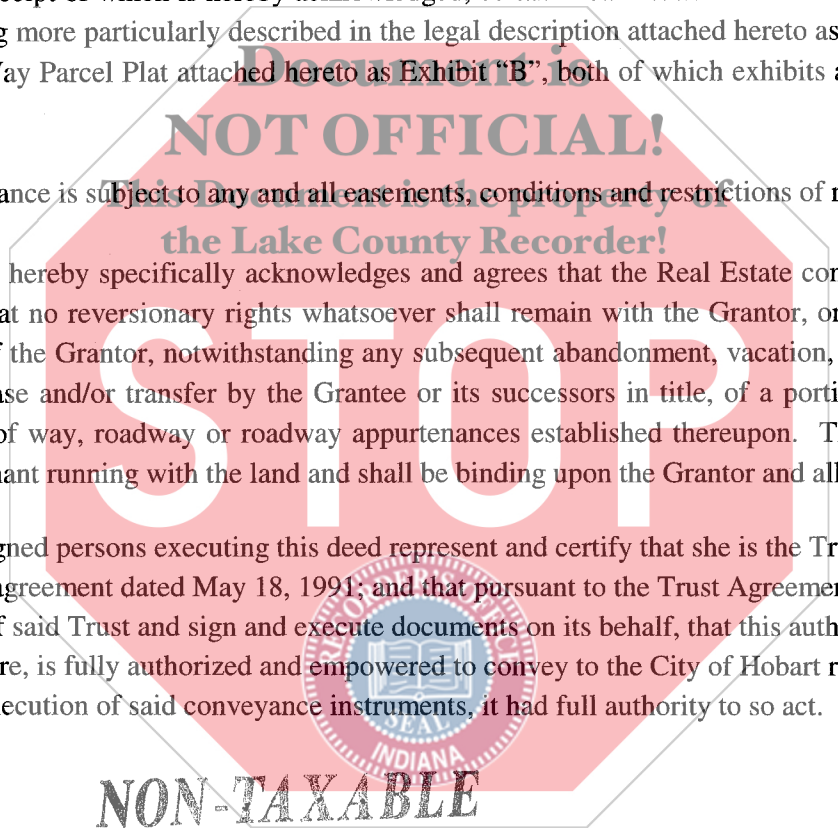 g more particularly described in the legal description attached hereto as
Way Parcel Plat attached hereto as Exhibit “B”, both of which exhibits a
Document is
NOT OFFICIAL!
ance is subject to any and all easements, conditions and restrictions of r
This Document is the property of
the Lake County Recorder!
hereby specifically acknowledges and agrees that the Real Estate con
at no reversionary rights whatsoever shall remain with the Grantor, or
f the Grantor, notwithstanding any subsequent abandonment, vacation,
ase and/or transfer by the Grantee or its successors in title, of a porti
of way, roadway or roadway appurtenances established thereupon. T
nant running with the land and shall be binding upon the Grantor and all
STOP
gned persons executing this deed represent and certify that she is the Tr
agreement dated May 18, 1991; and that pursuant to the Trust Agreemen
f said Trust and sign and execute documents on its behalf, that this auth
re, is fully authorized and empowered to convey to the City of Hobart r
ecution of said conveyance instruments, it had full authority to so act.
RECORDER'S OFFICE
SEAL
INDIANA
NON-TAXABLE